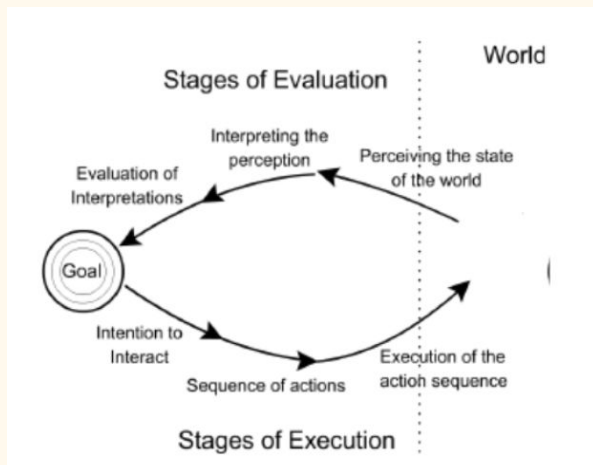 World
Stages of Evaluation
Interpreting the
perception
Perceiving the state
of the world
Evaluation of
Interpretations
Goal
Intention to
Interact
Sequence of actions
Execution of the
action sequence
Stages of Execution